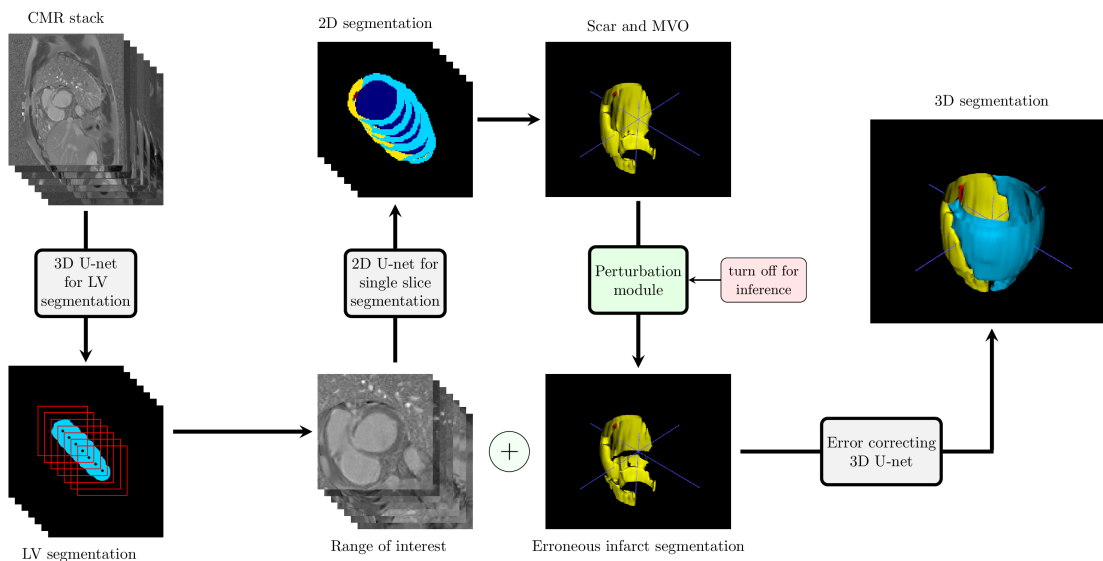 CMR stack
2D segmentation
Scar and MVO
3D segmentation
3D U-net
for LV
segmentation
2D U-net for
single slice
segmentation
Perturbation
module
turn off for
inference
Error correcting
3D U-net
+
LV segmentation
Range of interest
Erroneous infarct segmentation